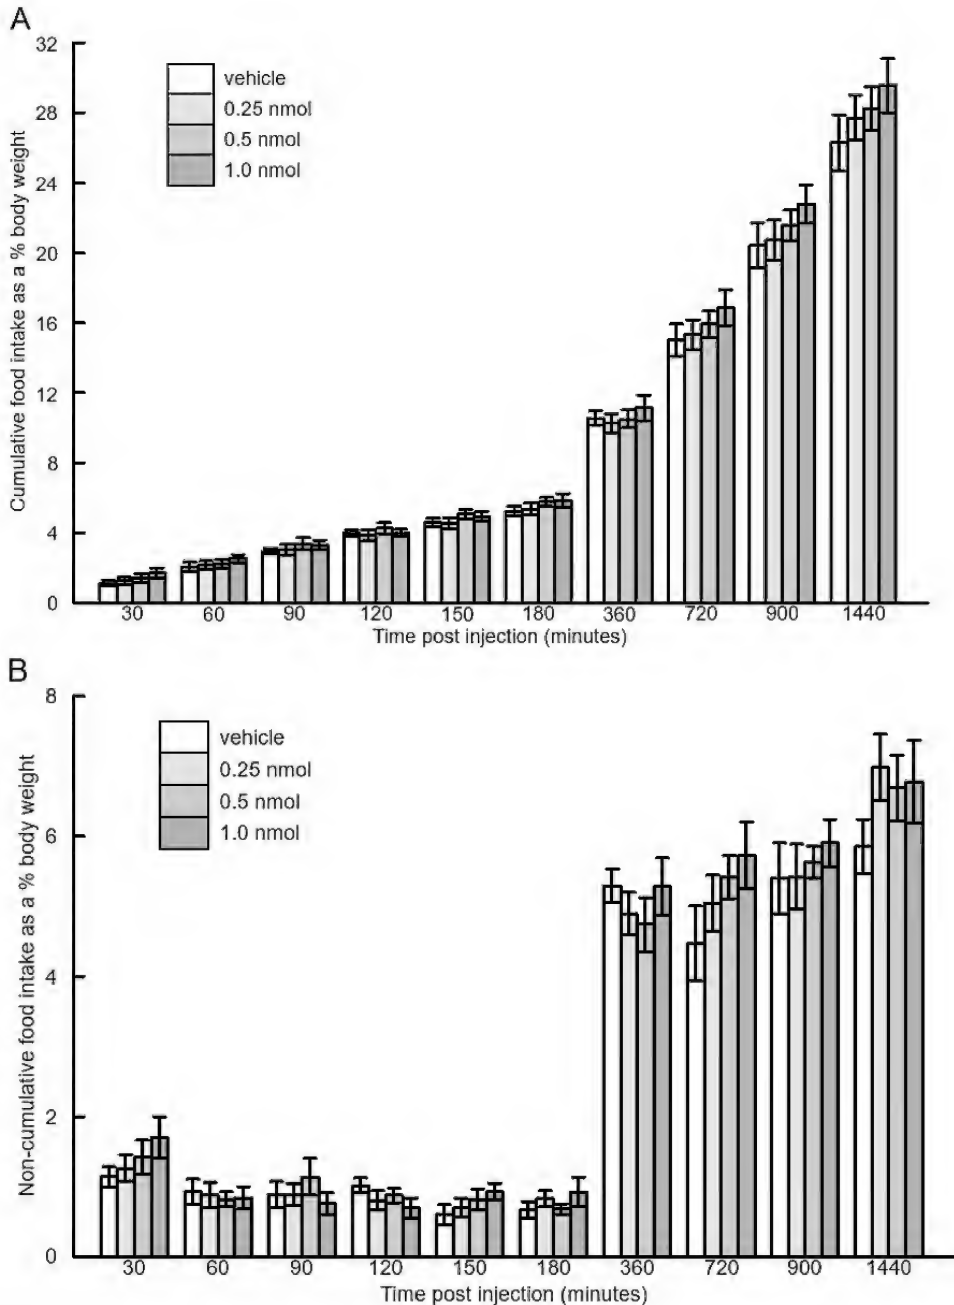 A
32
28
24
20
16
12
8
4
0
Cumulative food intake as a % body weight
vehicle
0.25 nmol
0.5 nmol
1.0 nmol
30 60 90 120 150 180 360 720 900 1440
Time post injection (minutes)
B
8
6
4
2
0
Non-cumulative food intake as a % body weight
vehicle
0.25 nmol
0.5 nmol
1.0 nmol
30 60 90 120 150 180 360 720 900 1440
Time post injection (minutes)